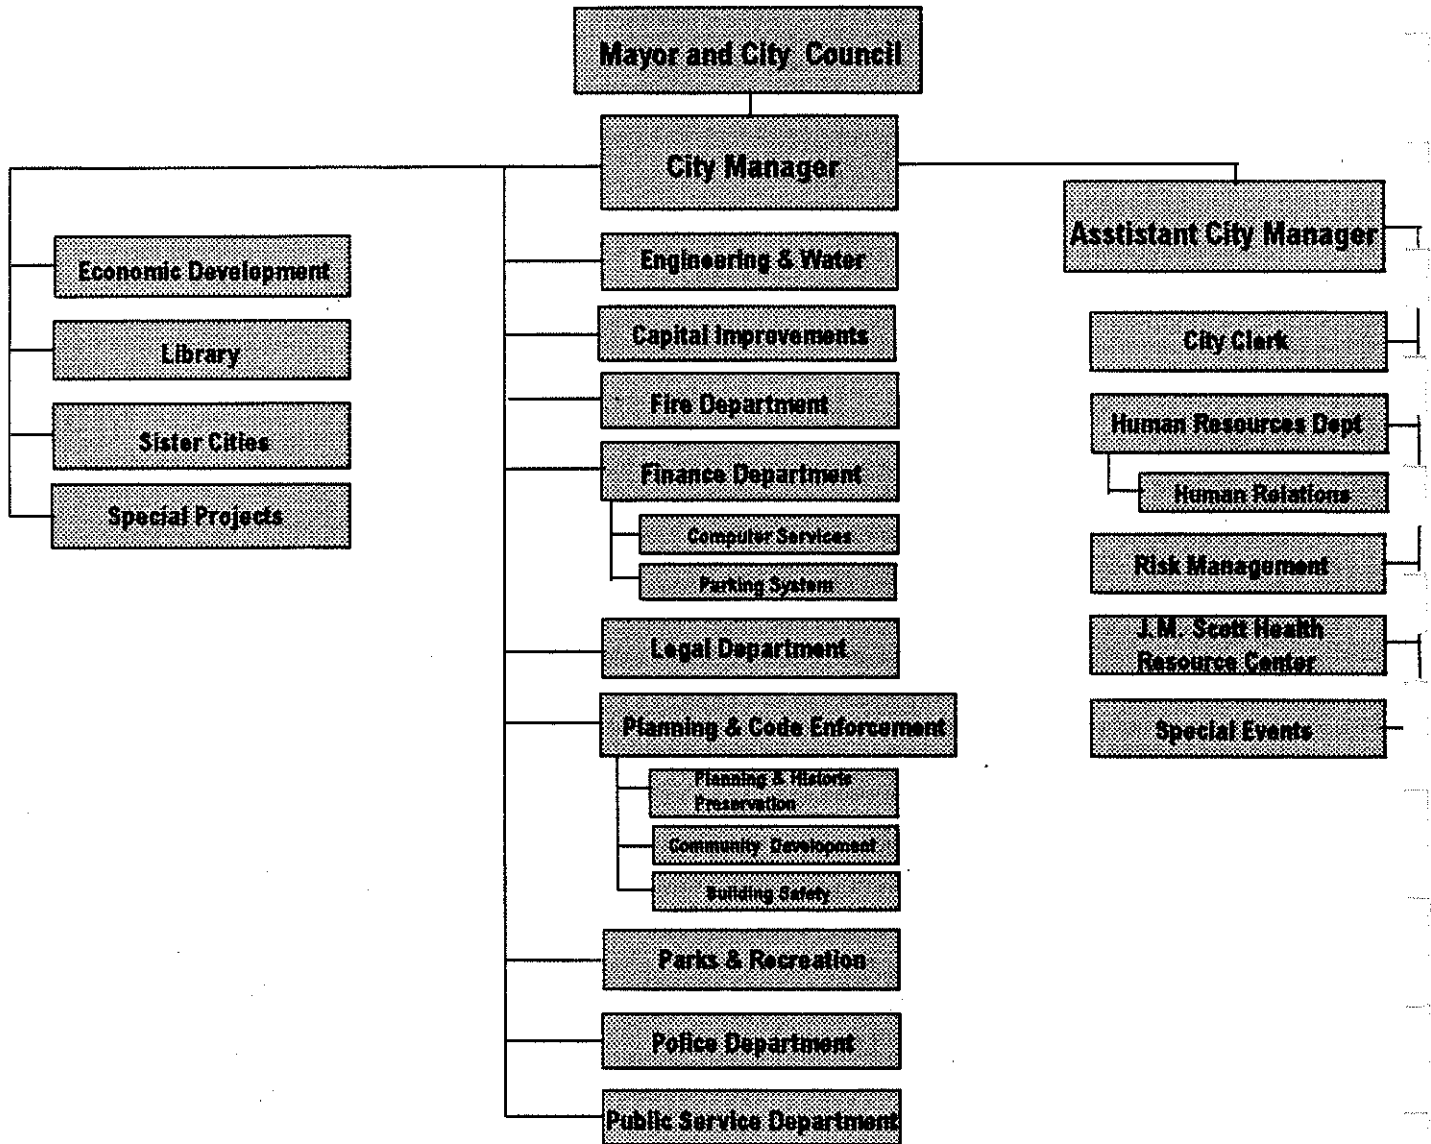 Mayor and City Council
City Manager
Economic Development
Library
Sister Cities
Special Projects
Engineering & Water
Capital Improvements
Fire Department
Finance Department
Computer Services
Parking System
Legal Department
Planning & Code Enforcement
Planning & Historic
Preservation
Community Development
Building Safety
Parks & Recreation
Police Department
Public Service Department
Asstistant City Manager
City Clerk
Human Resources Dept
Human Relations
Risk Management
J.M. Scott Health
Resource Center
Special Events